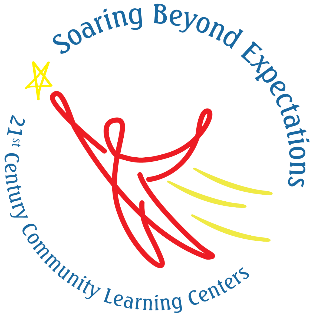 Soaring Beyond Expectations
21st Century Community Learning Centers